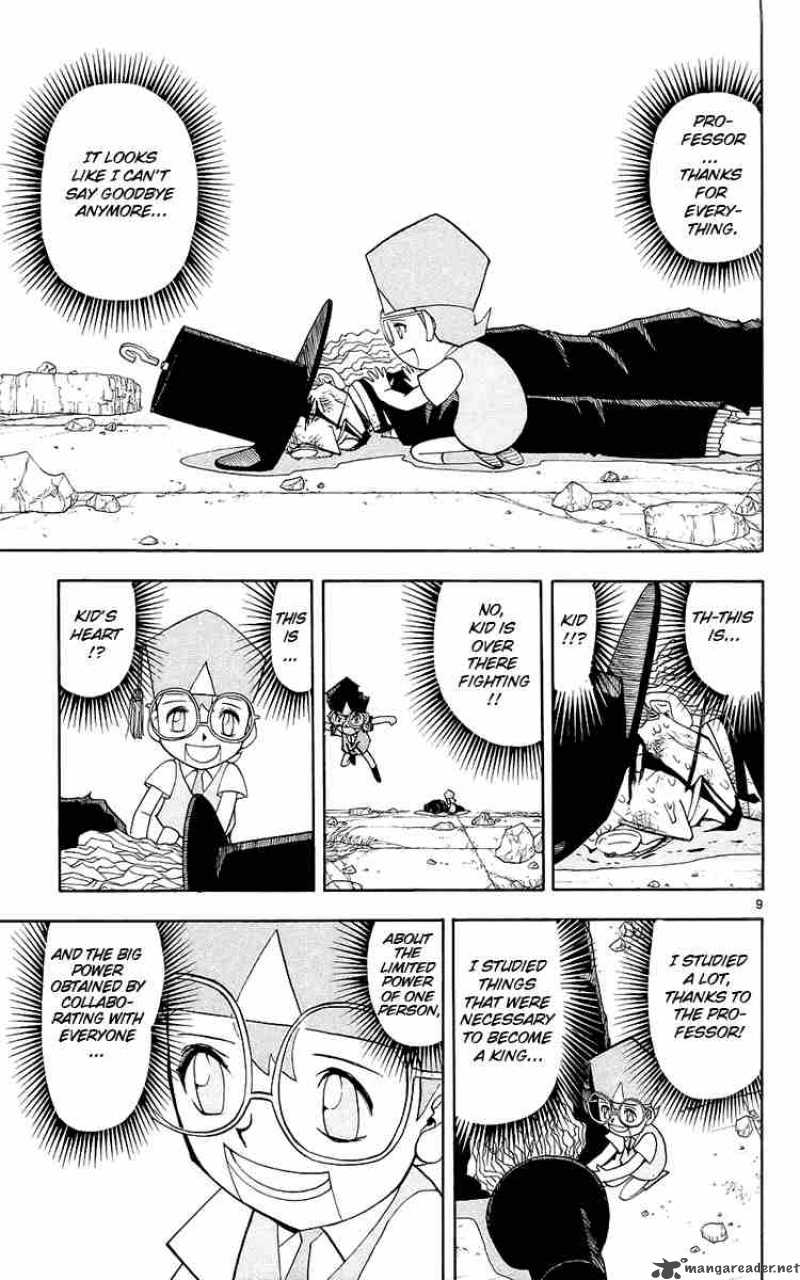 PRO-
FESSOR
...
THANKS
FOR
EVERY-
THING.
IT LOOKS
LIKE I CAN'T
SAY GOODBYE
ANYMORE...
TH-THIS
IS...
KID
!!?
NO,
KID IS
OVER
THERE
FIGHTING
!!
THIS
IS
...
KID'S
HEART
!?
9
I STUDIED
A LOT,
THANKS TO
THE PRO-
FESSOR!
I STUDIED
THINGS
THAT WERE
NECESSARY
TO BECOME
A KING...
ABOUT
THE
LIMITED
POWER
OF ONE
PERSON,
AND THE BIG
POWER
OBTAINED BY
COLLABO-
RATING WITH
EVERYONE
...
mangareader.net